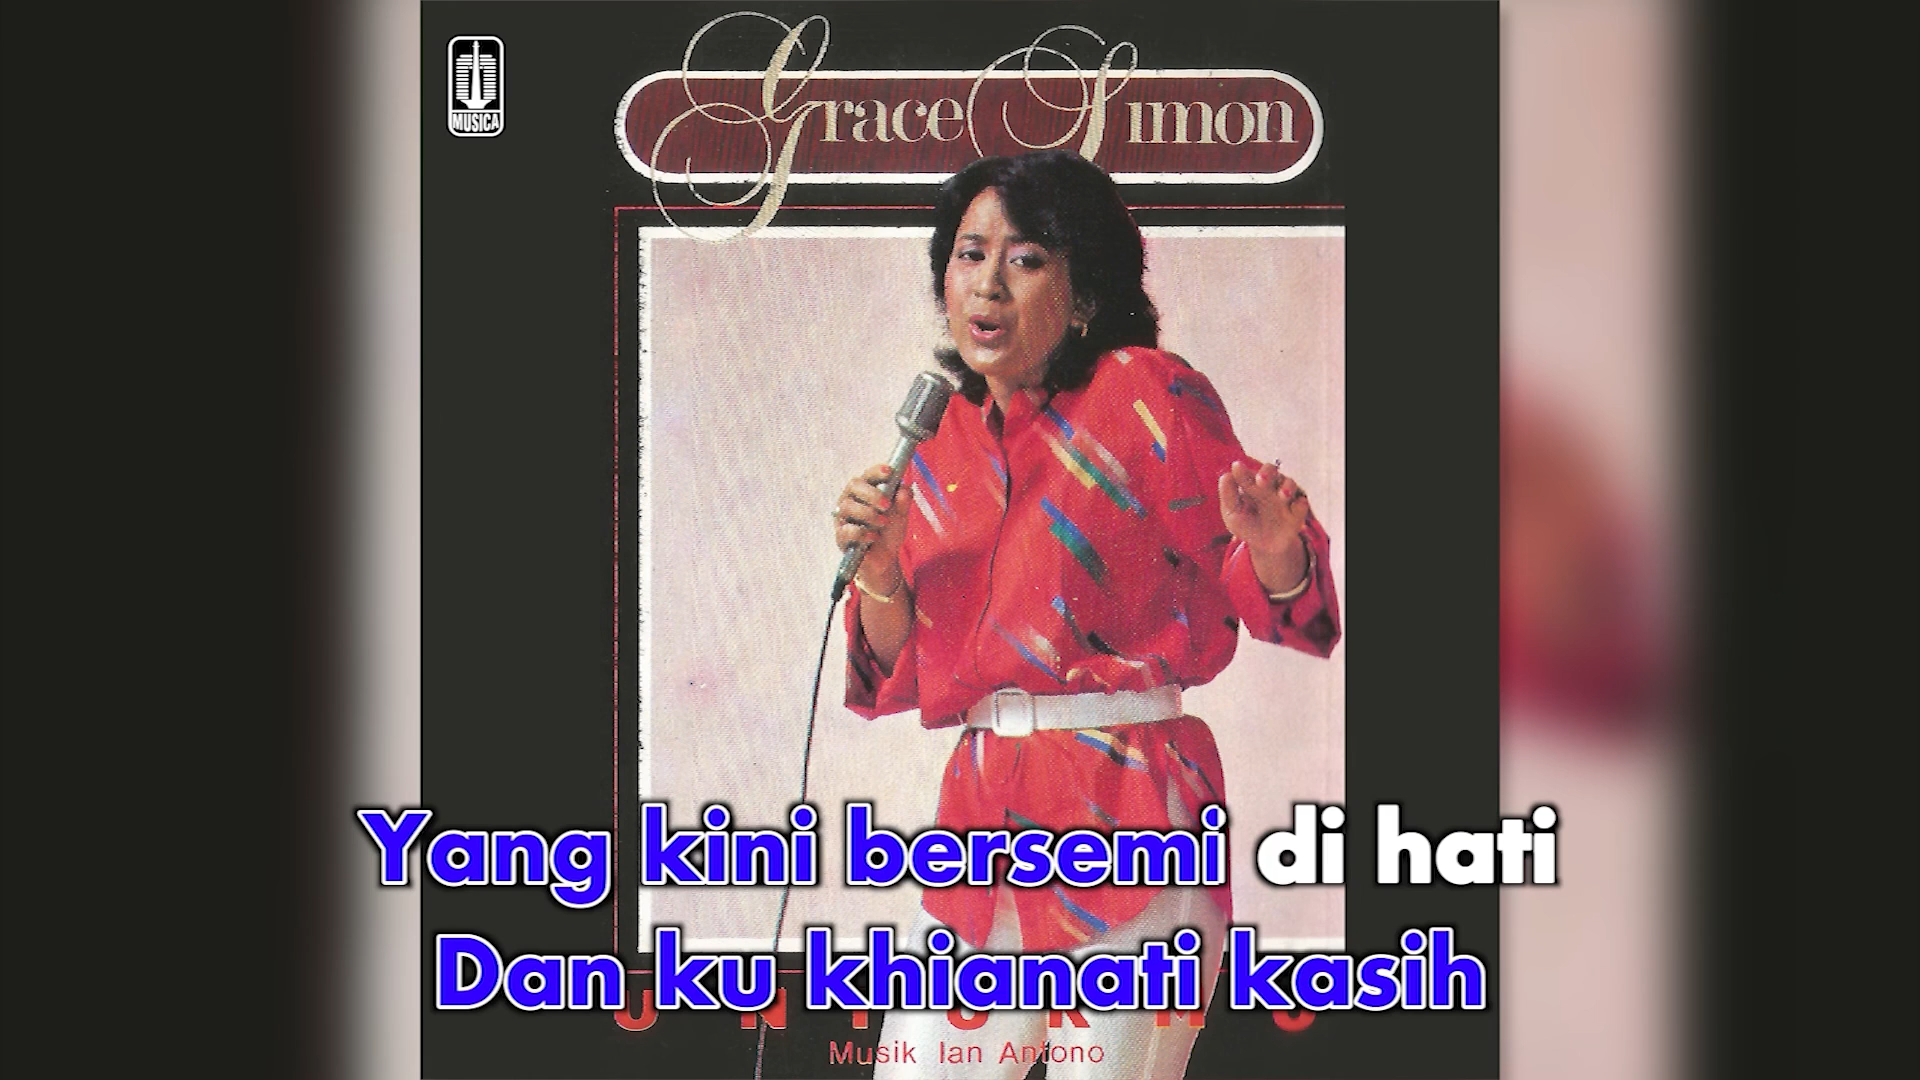 MUSICA
Grace Simon
Yang kini bersemi di hati
Dan ku khianati kasih
UNTUKMU
Musik Ian Antono